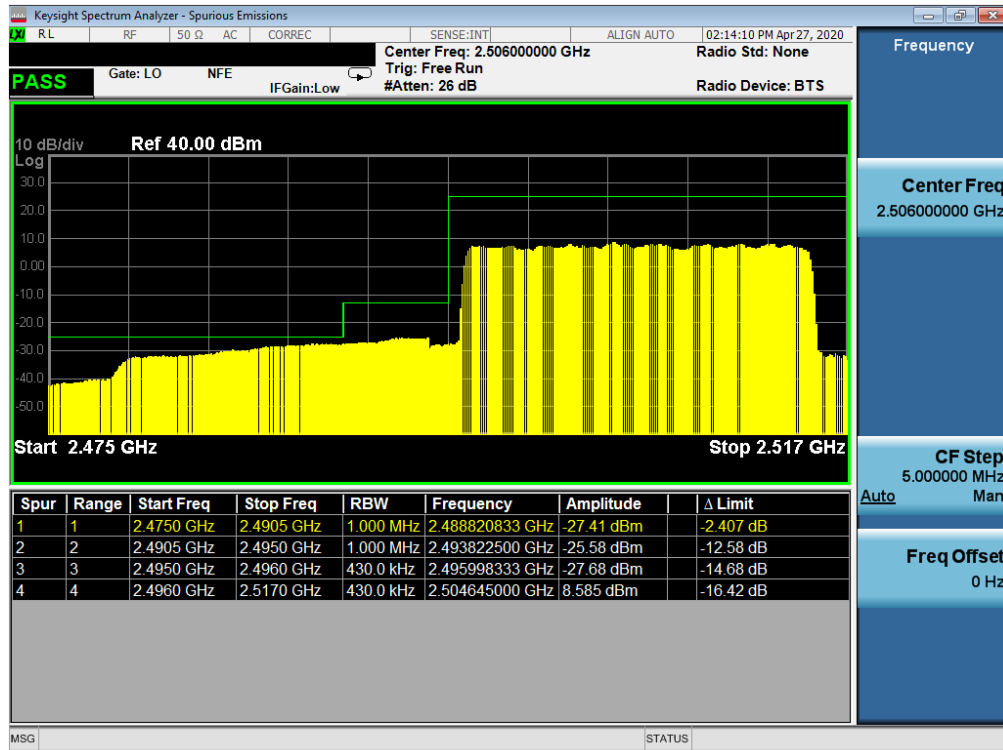 Keysight Spectrum Analyzer - Spurious Emissions
LXI RL RF 50 Ω AC CORREC SENSE:INT ALIGN AUTO 02:14:10 PM Apr 27, 2020
Center Freq: 2.506000000 GHz Radio Std: None
Trig: Free Run
PASS Gate: LO NFE IFGain:Low #Atten: 26 dB Radio Device: BTS
Frequency
10 dB/div Ref 40.00 dBm
Log
30.0
20.0
10.0
0.00
-10.0
-20.0
-30.0
-40.0
-50.0
Start 2.475 GHz Stop 2.517 GHz
Spur Range Start Freq Stop Freq RBW Frequency Amplitude Δ Limit
1 1 2.4750 GHz 2.4905 GHz 1.000 MHz 2.488820833 GHz -27.41 dBm -2.407 dB
2 2 2.4905 GHz 2.4950 GHz 1.000 MHz 2.493822500 GHz -25.58 dBm -12.58 dB
3 3 2.4950 GHz 2.4960 GHz 430.0 kHz 2.495998333 GHz -27.68 dBm -14.68 dB
4 4 2.4960 GHz 2.5170 GHz 430.0 kHz 2.504645000 GHz 8.585 dBm -16.42 dB
Center Freq
2.506000000 GHz
CF Step
5.000000 MHz
Auto Man
Freq Offset
0 Hz
MSG STATUS